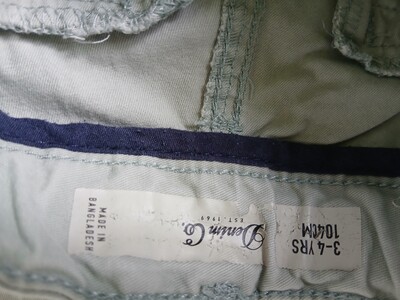 MADE IN
BANGLADESH
Denim Co.
EST. 1969
3-4 YRS
104CM